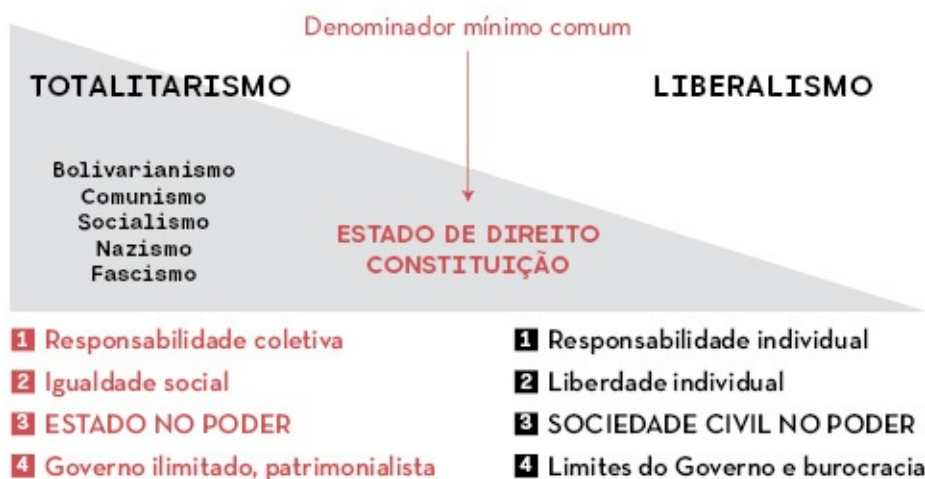 Denominador mínimo comum
TOTALITARISMO
LIBERALISMO
Bolivarianismo
Comunismo
Socialismo
Nazismo
Fascismo
ESTADO DE DIREITO
CONSTITUIÇÃO
1 Responsabilidade coletiva
2 Igualdade social
3 ESTADO NO PODER
4 Governo ilimitado, patrimonialista
1 Responsabilidade individual
2 Liberdade individual
3 SOCIEDADE CIVIL NO PODER
4 Limites do Governo e burocracia